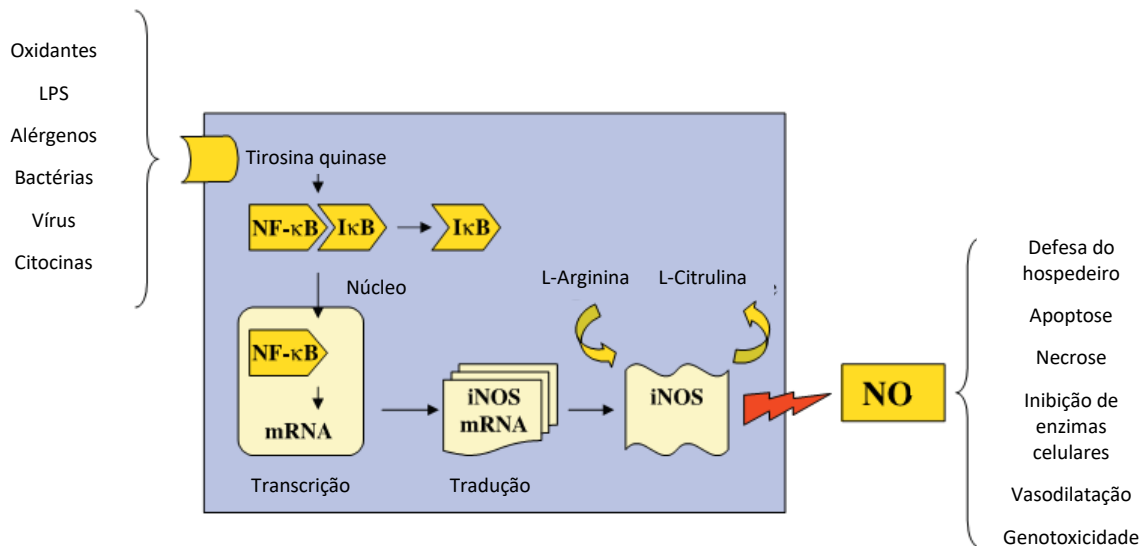 Oxidantes
LPS
Alérgenos
Bactérias
Vírus
Citocinas
Tirosina quinase
NF-κB
IκB
IκB
Núcleo
NF-κB
mRNA
Transcrição
iNOS
mRNA
Tradução
L-Arginina
L-Citrulina
iNOS
NO
Defesa do
hospedeiro
Apoptose
Necrose
Inibição de
enzimas
celulares
Vasodilatação
Genotoxicidade